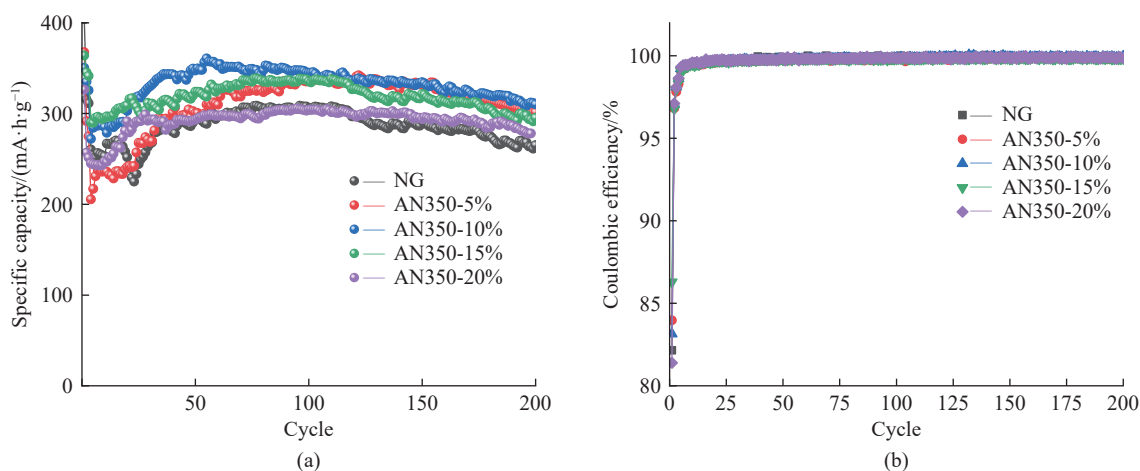 400
300
200
100
0
Specific capacity/(mA·h·g⁻¹)
NG
AN350-5%
AN350-10%
AN350-15%
AN350-20%
50
100
150
200
Cycle
(a)
100
95
90
85
80
Coulombic efficiency/%
NG
AN350-5%
AN350-10%
AN350-15%
AN350-20%
0
25
50
75
100
125
150
175
200
Cycle
(b)